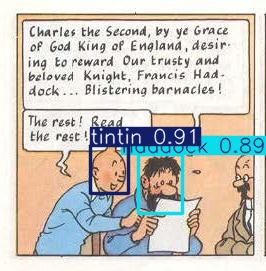 Charles the Second, by ye Grace
of God King of England, desir-
ing to reward Our trusty and
beloved Knight, Francis Had-
dock... Blistering barnacles!
The rest! Read
the rest!
tintin 0.91
haddock 0.89